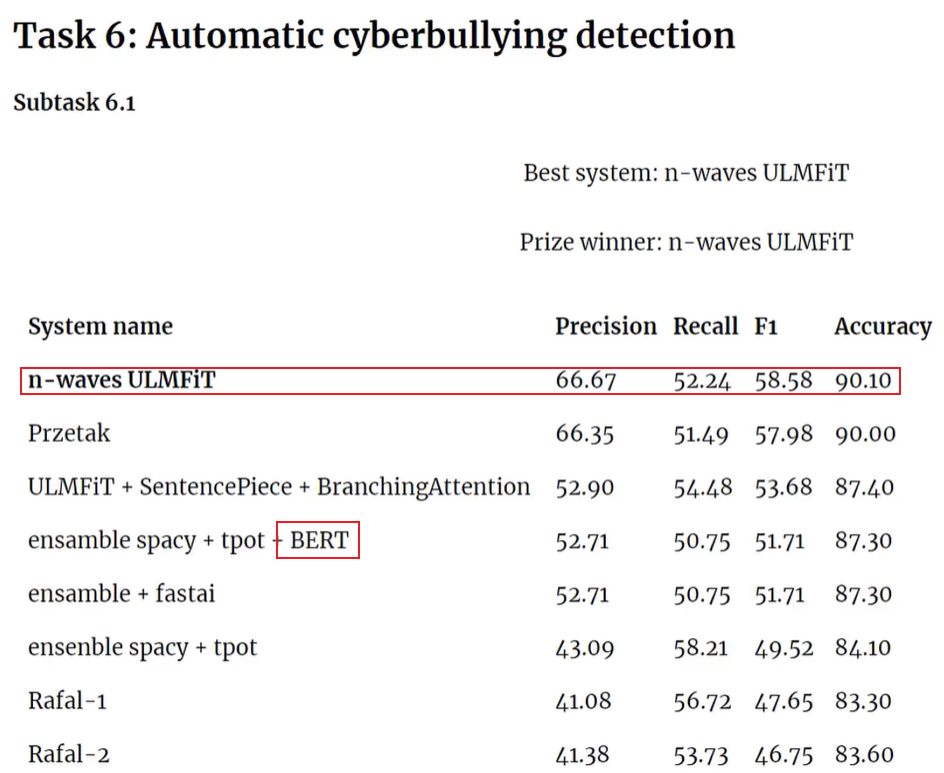 Task 6: Automatic cyberbullying detection
Subtask 6.1
Best system: n-waves ULMFiT
Prize winner: n-waves ULMFiT
System name Precision Recall F1 Accuracy
n-waves ULMFiT 66.67 52.24 58.58 90.10
Przetak 66.35 51.49 57.98 90.00
ULMFiT + SentencePiece + BranchingAttention 52.90 54.48 53.68 87.40
ensamble spacy + tpot + BERT 52.71 50.75 51.71 87.30
ensamble + fastai 52.71 50.75 51.71 87.30
ensenble spacy + tpot 43.09 58.21 49.52 84.10
Rafal-1 41.08 56.72 47.65 83.30
Rafal-2 41.38 53.73 46.75 83.60